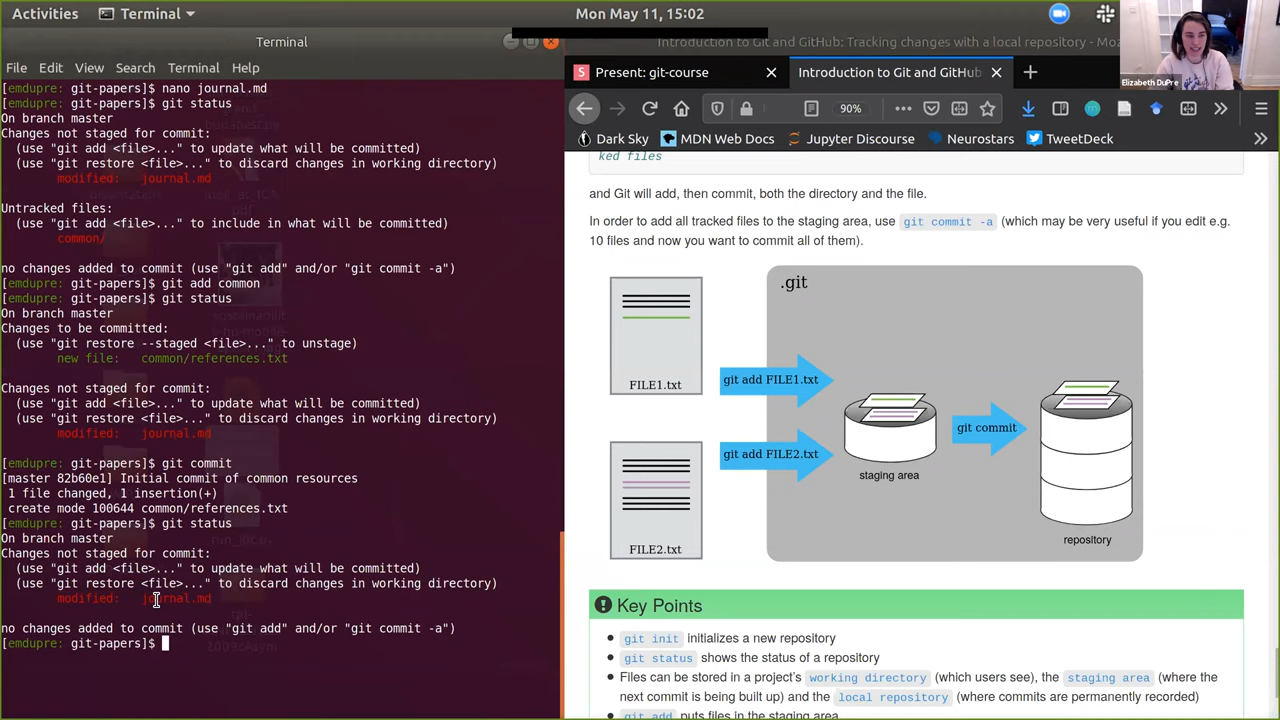 Activities
Terminal
Mon May 11, 15:02
Terminal
File Edit View Search Terminal Help
[emdupre: git-papers]$ nano journal.md
[emdupre: git-papers]$ git status
On branch master
Changes not staged for commit:
(use "git add <file>..." to update what will be committed)
(use "git restore <file>..." to discard changes in working directory)
modified: journal.md
Untracked files:
(use "git add <file>..." to include in what will be committed)
common/
no changes added to commit (use "git add" and/or "git commit -a")
[emdupre: git-papers]$ git add common
[emdupre: git-papers]$ git status
On branch master
Changes to be committed:
(use "git restore --staged <file>..." to unstage)
new file: common/references.txt
Changes not staged for commit:
(use "git add <file>..." to update what will be committed)
(use "git restore <file>..." to discard changes in working directory)
modified: journal.md
[emdupre: git-papers]$ git commit
[master 82b60e1] Initial commit of common resources
1 file changed, 1 insertion(+)
create mode 100644 common/references.txt
[emdupre: git-papers]$ git status
On branch master
Changes not staged for commit:
(use "git add <file>..." to update what will be committed)
(use "git restore <file>..." to discard changes in working directory)
modified: journal.md
no changes added to commit (use "git add" and/or "git commit -a")
[emdupre: git-papers]$
Introduction to Git and GitHub: Tracking changes with a local repository - Moz
Elizabeth DuPre
S Present: git-course
Introduction to Git and GitHub
90%
Dark Sky
MDN Web Docs
Jupyter Discourse
Neurostars
TweetDeck
ked files
and Git will add, then commit, both the directory and the file.
In order to add all tracked files to the staging area, use git commit -a (which may be very useful if you edit e.g.
10 files and now you want to commit all of them).
.git
FILE1.txt
git add FILE1.txt
git commit
git add FILE2.txt
staging area
repository
FILE2.txt
Key Points
git init initializes a new repository
git status shows the status of a repository
Files can be stored in a project's working directory (which users see), the staging area (where the
next commit is being built up) and the local repository (where commits are permanently recorded)
git add puts files in the staging area